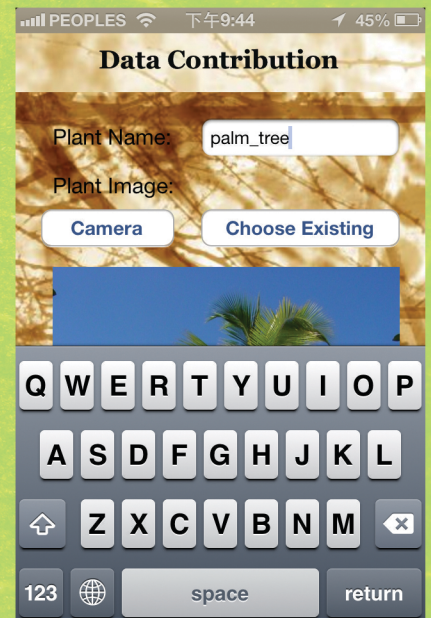 PEOPLES 下午9:44 45%
Data Contribution
Plant Name: palm_tree
Plant Image:
Camera Choose Existing
Q W E R T Y U I O P
A S D F G H J K L
Z X C V B N M
123 space return